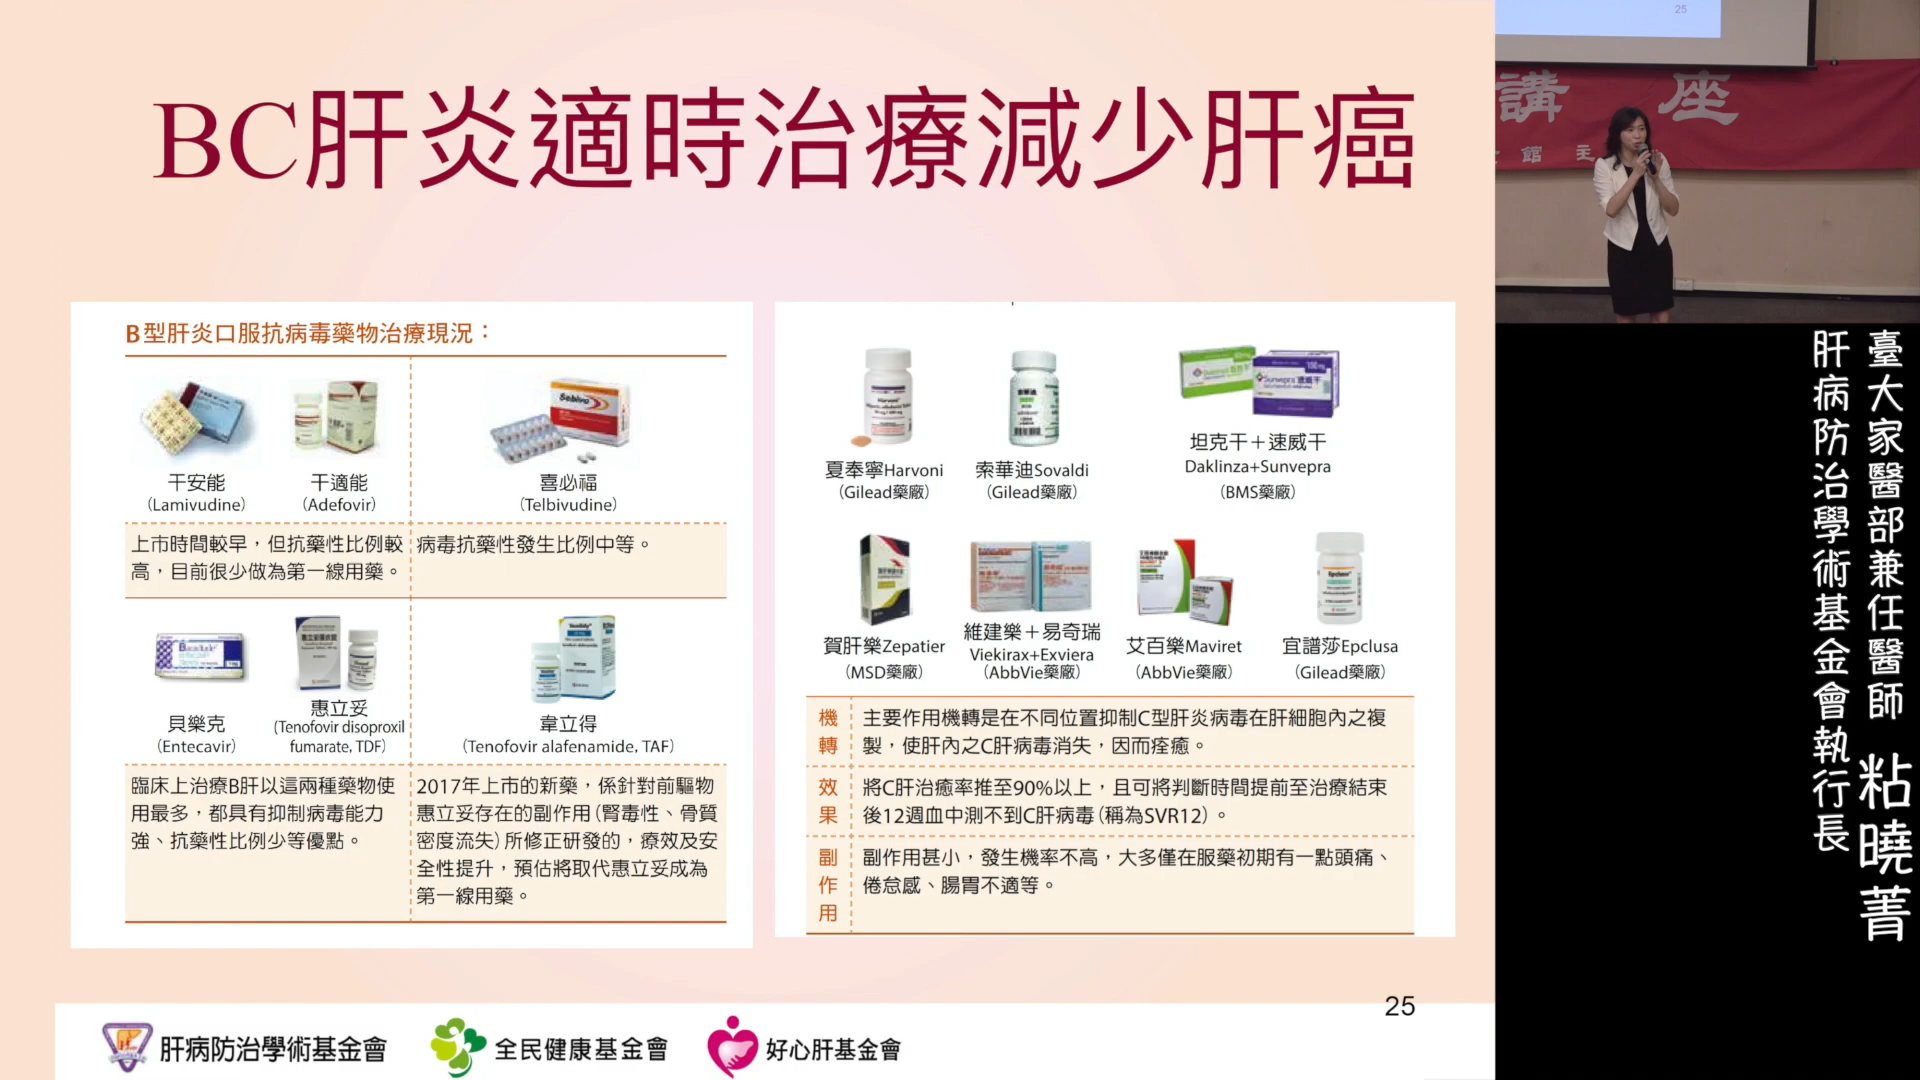 BC肝炎適時治療減少肝癌
B型肝炎口服抗病毒藥物治療現況：
干安能
(Lamivudine)
干適能
(Adefovir)
Sebivo
喜必福
(Telbivudine)
上市時間較早，但抗藥性比例較
高，目前很少做為第一線用藥。
病毒抗藥性發生比例中等。
Baraclude
貝樂克
(Entecavir)
惠立妥
(Tenofovir disoproxil
fumarate, TDF)
Vemlidy
韋立得
(Tenofovir alafenamide, TAF)
臨床上治療B肝以這兩種藥物使
用最多，都具有抑制病毒能力
強、抗藥性比例少等優點。
2017年上市的新藥，係針對前驅物
惠立妥存在的副作用(腎毒性、骨質
密度流失)所修正研發的，療效及安
全性提升，預估將取代惠立妥成為
第一線用藥。
Harvoni
夏奉寧Harvoni
(Gilead藥廠)
索華迪
索華迪Sovaldi
(Gilead藥廠)
Sunvepra 速威干
坦克干＋速威干
Daklinza+Sunvepra
(BMS藥廠)
賀肝樂Zepatier
(MSD藥廠)
維建樂＋易奇瑞
Viekirax+Exviera
(AbbVie藥廠)
艾百樂Maviret
(AbbVie藥廠)
Epclusa
宜譜莎Epclusa
(Gilead藥廠)
機轉
主要作用機轉是在不同位置抑制C型肝炎病毒在肝細胞內之複
製，使肝內之C肝病毒消失，因而痊癒。
效果
將C肝治癒率推至90%以上，且可將判斷時間提前至治療結束
後12週血中測不到C肝病毒(稱為SVR12)。
副作用
副作用甚小，發生機率不高，大多僅在服藥初期有一點頭痛、
倦怠感、腸胃不適等。
25
肝病防治學術基金會
全民健康基金會
好心肝基金會
25
講座
館 主
臺大家醫部兼任醫師 粘曉菁
肝病防治學術基金會執行長